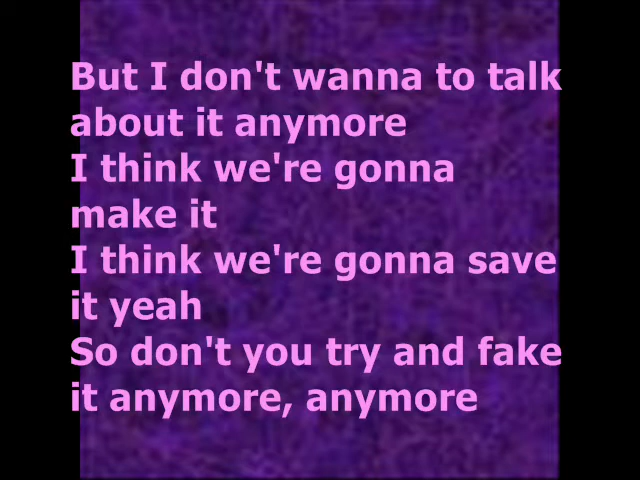 But I don't wanna to talk
about it anymore
I think we're gonna
make it
I think we're gonna save
it yeah
So don't you try and fake
it anymore, anymore